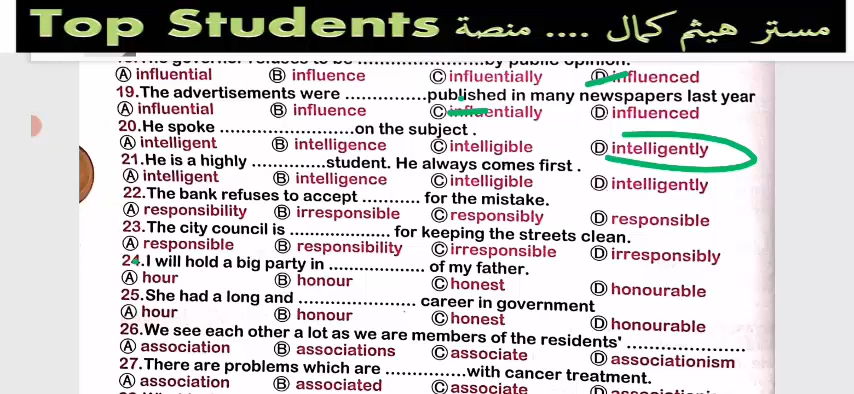 Top Students مستر هيثم كمال .... منصة
by public opinion.
Ⓐ influential Ⓑ influence Ⓒ influentially Ⓓ influenced
19.The advertisements were ...............published in many newspapers last year
Ⓐ influential Ⓑ influence Ⓒ influentially Ⓓ influenced
20.He spoke .........................on the subject .
Ⓐ intelligent Ⓑ intelligence Ⓒ intelligible Ⓓ intelligently
21.He is a highly .............student. He always comes first .
Ⓐ intelligent Ⓑ intelligence Ⓒ intelligible Ⓓ intelligently
22.The bank refuses to accept ........... for the mistake.
Ⓐ responsibility Ⓑ irresponsible Ⓒ responsibly Ⓓ responsible
23.The city council is ................... for keeping the streets clean.
Ⓐ responsible Ⓑ responsibility Ⓒ irresponsible Ⓓ irresponsibly
24.I will hold a big party in ................. of my father.
Ⓐ hour Ⓑ honour Ⓒ honest Ⓓ honourable
25.She had a long and ..................... career in government
Ⓐ hour Ⓑ honour Ⓒ honest Ⓓ honourable
26.We see each other a lot as we are members of the residents' .....................
Ⓐ association Ⓑ associations Ⓒ associate Ⓓ associationism
27.There are problems which are ...............with cancer treatment.
Ⓐ association Ⓑ associated Ⓒ associate